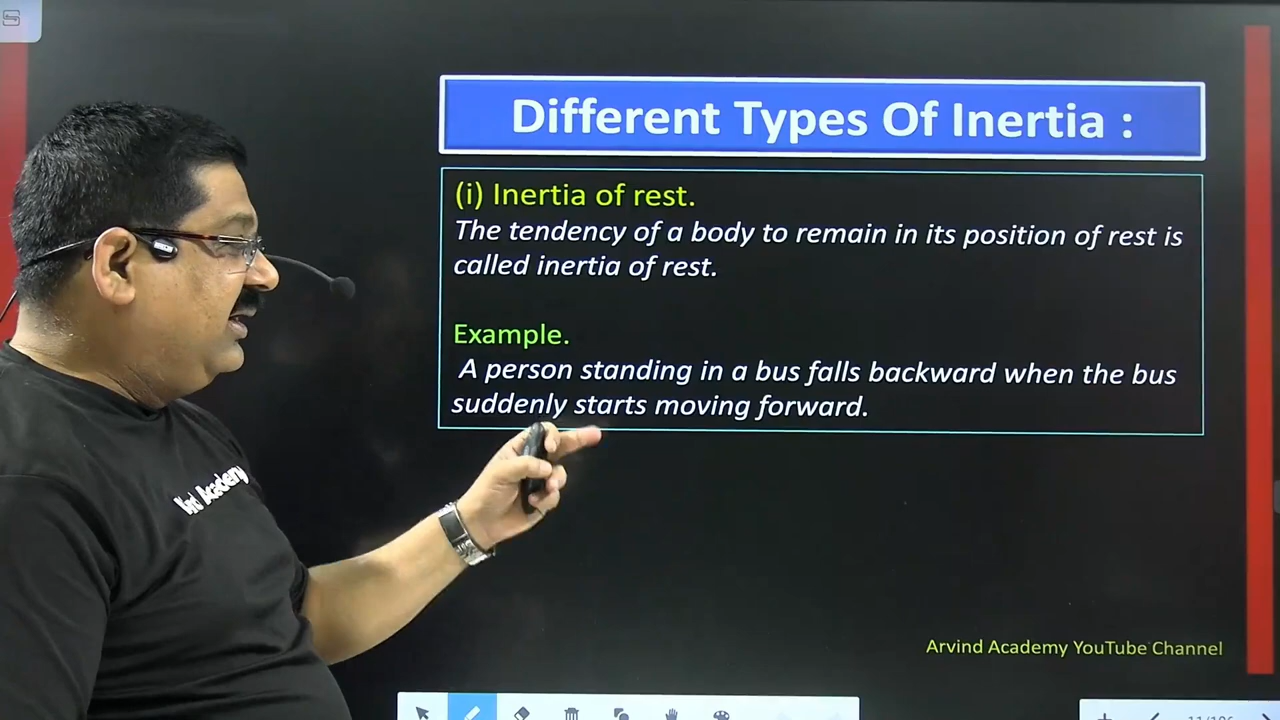 Different Types Of Inertia :
(i) Inertia of rest.
The tendency of a body to remain in its position of rest is
called inertia of rest.
Example.
A person standing in a bus falls backward when the bus
suddenly starts moving forward.
Academy
Arvind Academy YouTube Channel